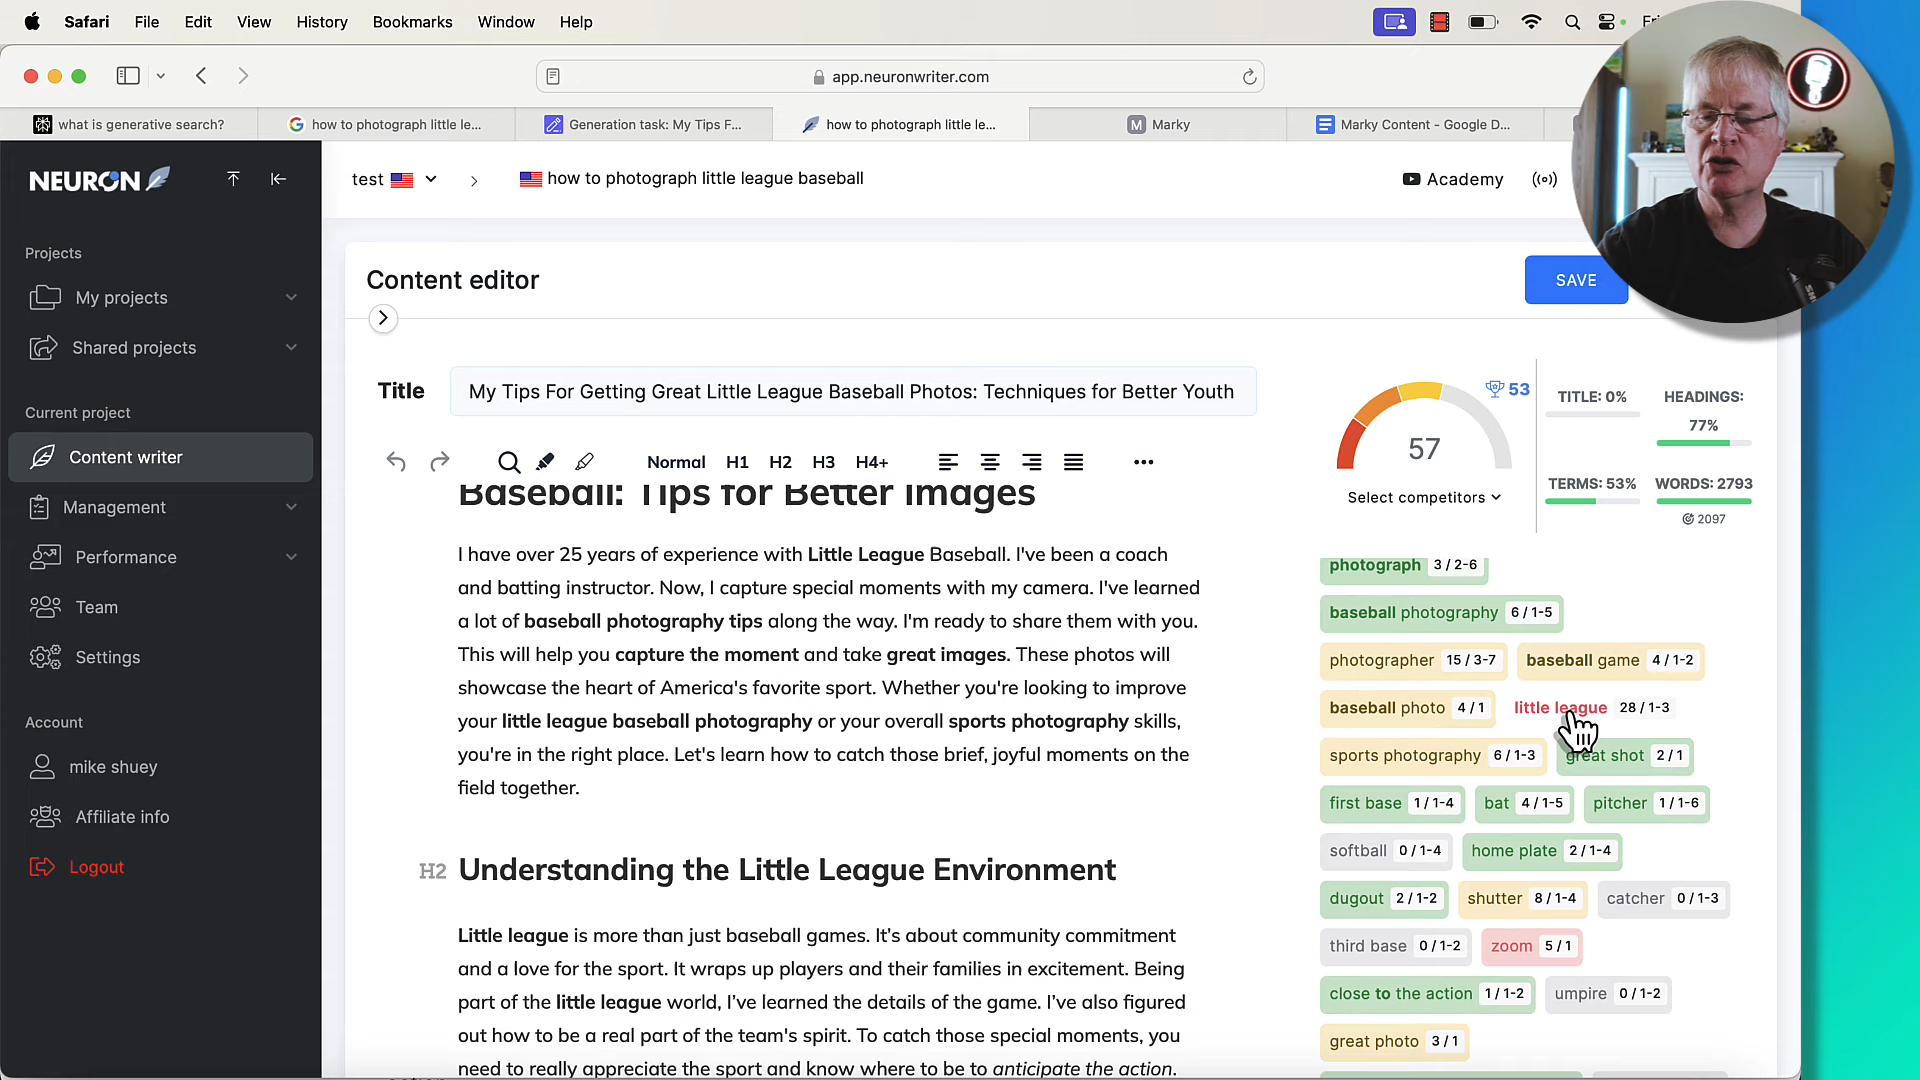 Safari File Edit View History Bookmarks Window Help
app.neuronwriter.com
what is generative search? how to photograph little le... Generation task: My Tips F... how to photograph little le... M Marky Marky Content - Google D...
NEURON
test how to photograph little league baseball Academy
Projects
My projects
Shared projects
Current project
Content writer
Management
Performance
Team
Settings
Account
mike shuey
Affiliate info
Logout
Content editor
SAVE
Title My Tips For Getting Great Little League Baseball Photos: Techniques for Better Youth
Normal H1 H2 H3 H4+ •••
Baseball: Tips for Better Images
I have over 25 years of experience with Little League Baseball. I've been a coach
and batting instructor. Now, I capture special moments with my camera. I've learned
a lot of baseball photography tips along the way. I'm ready to share them with you.
This will help you capture the moment and take great images. These photos will
showcase the heart of America's favorite sport. Whether you're looking to improve
your little league baseball photography or your overall sports photography skills,
you're in the right place. Let's learn how to catch those brief, joyful moments on the
field together.
H2 Understanding the Little League Environment
Little league is more than just baseball games. It’s about community commitment
and a love for the sport. It wraps up players and their families in excitement. Being
part of the little league world, I’ve learned the details of the game. I’ve also figured
out how to be a real part of the team's spirit. To catch those special moments, you
need to really appreciate the sport and know where to be to anticipate the action.
53
57
Select competitors
TITLE: 0%
HEADINGS:
77%
TERMS: 53%
WORDS: 2793
2097
photograph 3 / 2-6
baseball photography 6 / 1-5
photographer 15 / 3-7 baseball game 4 / 1-2
baseball photo 4 / 1 little league 28 / 1-3
sports photography 6 / 1-3 great shot 2 / 1
first base 1 / 1-4 bat 4 / 1-5 pitcher 1 / 1-6
softball 0 / 1-4 home plate 2 / 1-4
dugout 2 / 1-2 shutter 8 / 1-4 catcher 0 / 1-3
third base 0 / 1-2 zoom 5 / 1
close to the action 1 / 1-2 umpire 0 / 1-2
great photo 3 / 1